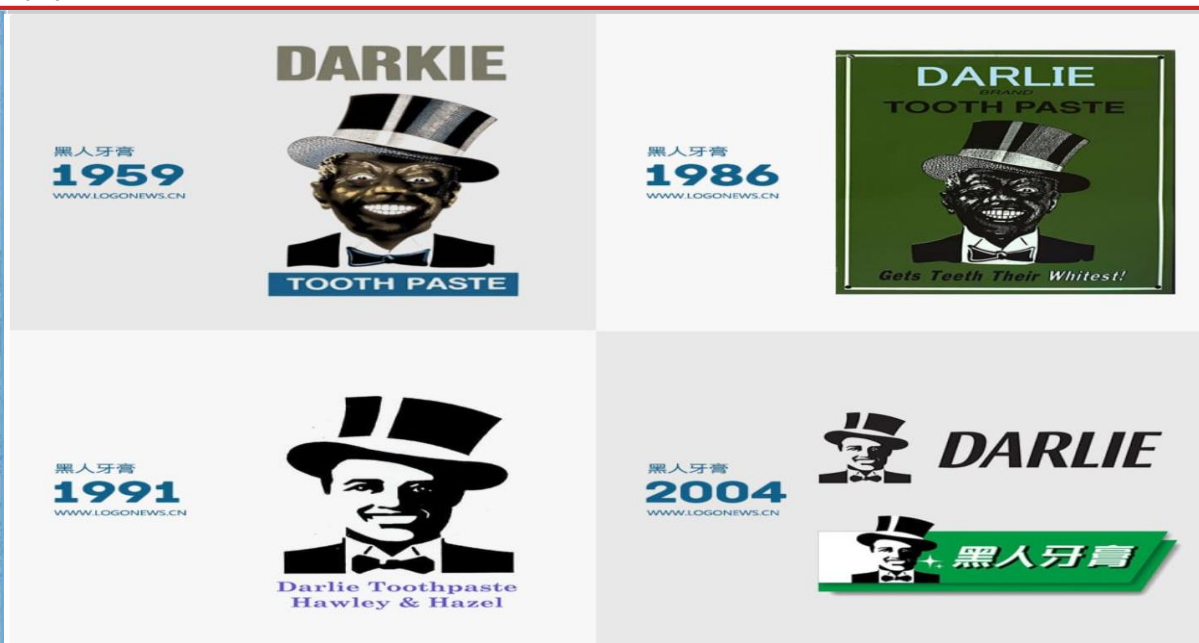 DARKIE
黑人牙膏
1959
WWW.LOGONEWS.CN
TOOTH PASTE
DARLIE
BRAND
TOOTH PASTE
黑人牙膏
1986
WWW.LOGONEWS.CN
Gets Teeth Their Whitest!
黑人牙膏
1991
WWW.LOGONEWS.CN
Darlie Toothpaste
Hawley & Hazel
DARLIE
黑人牙膏
2004
WWW.LOGONEWS.CN
黑人牙膏